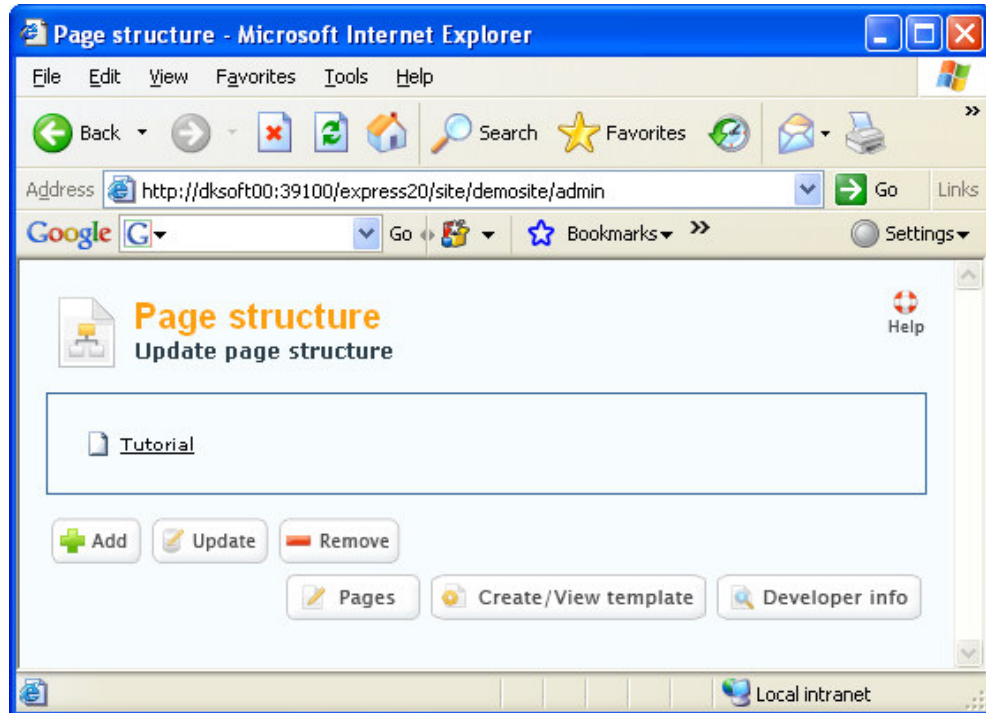 Page structure - Microsoft Internet Explorer
File Edit View Favorites Tools Help
Back Search Favorites »
Address http://dksoft00:39100/express20/site/demosite/admin Go Links
Google G Go Bookmarks » Settings
Page structure
Help
Update page structure
Tutorial
Add Update Remove
Pages Create/View template Developer info
Local intranet